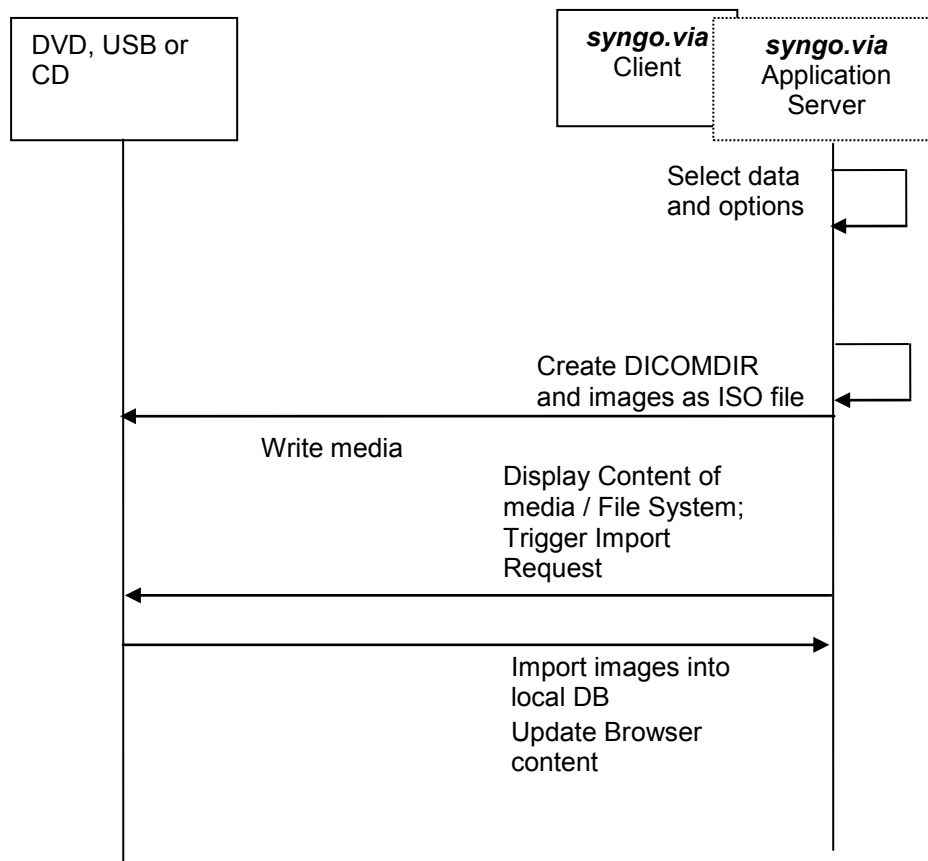 DVD, USB or
CD
syngo.via
Client
syngo.via
Application
Server
Select data
and options
Create DICOMDIR
and images as ISO file
Write media
Display Content of
media / File System;
Trigger Import
Request
Import images into
local DB
Update Browser
content